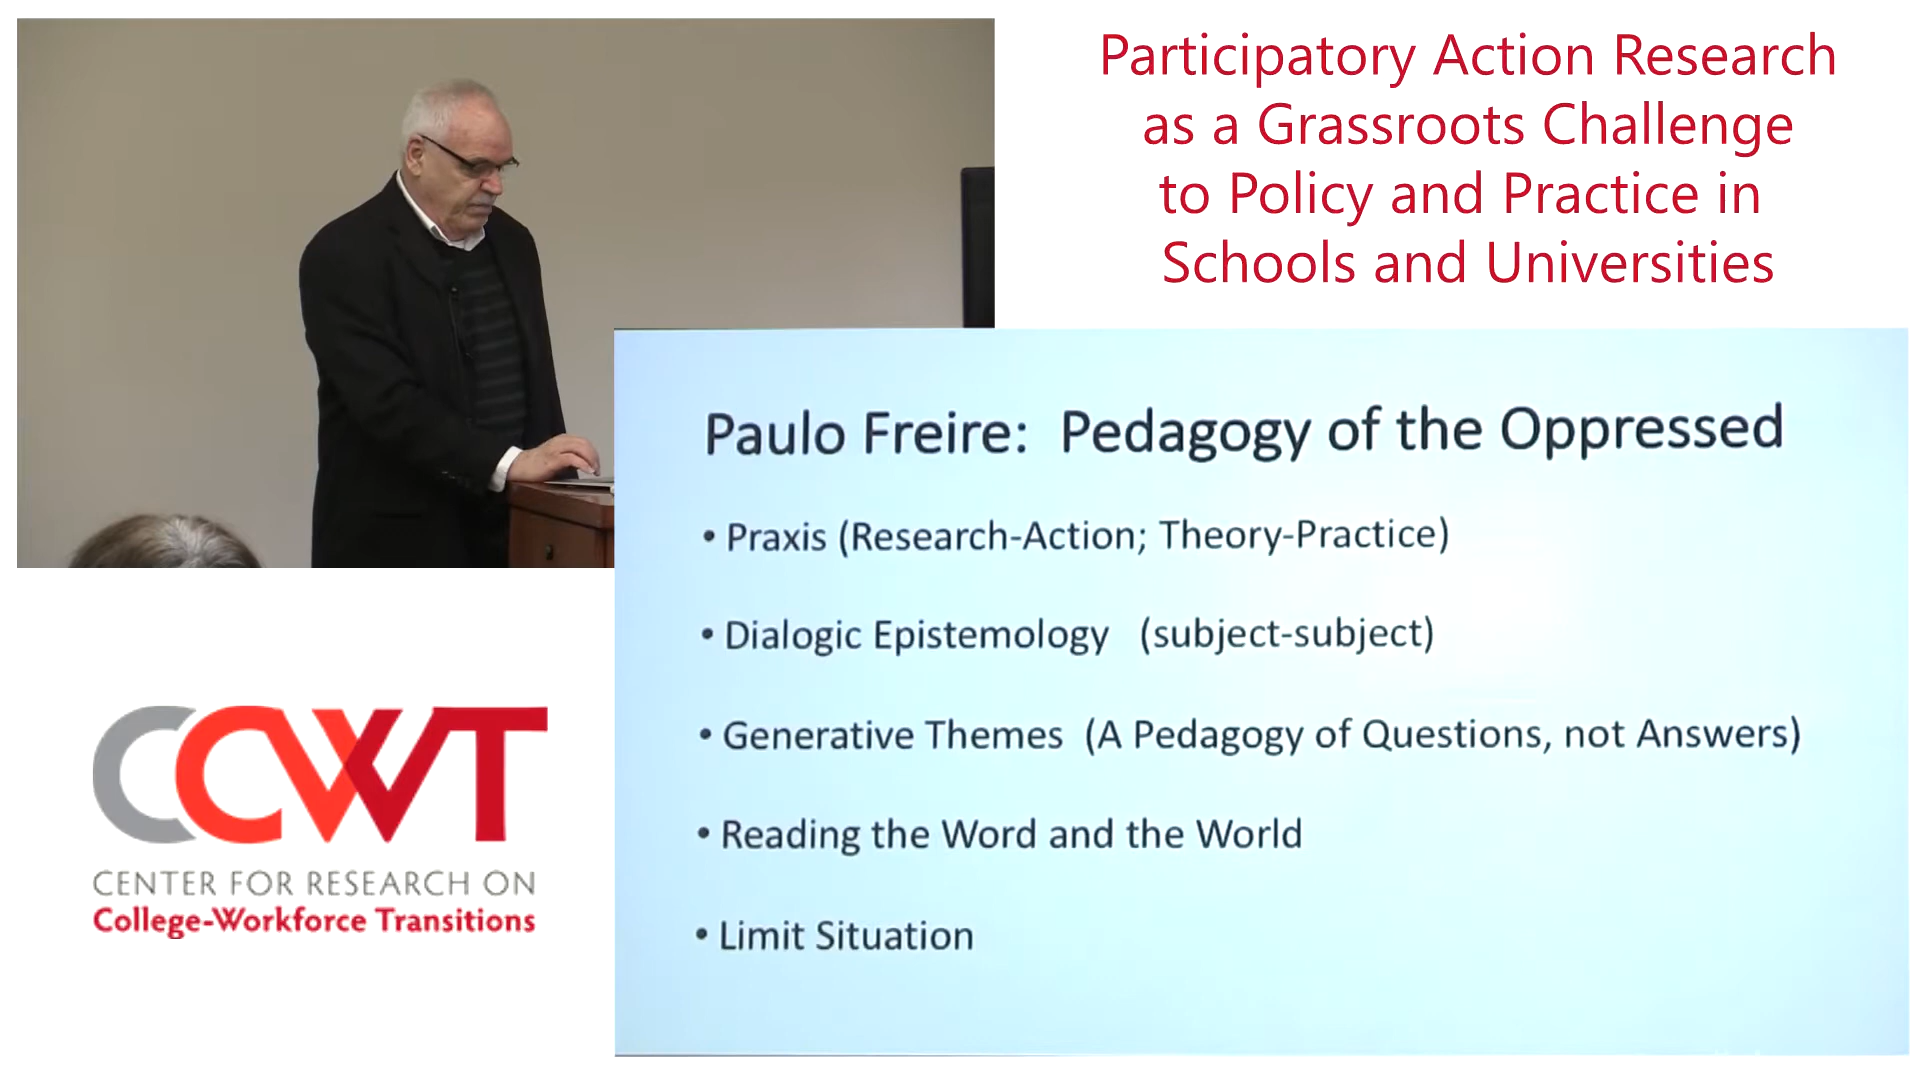 Participatory Action Research
as a Grassroots Challenge
to Policy and Practice in
Schools and Universities
Paulo Freire: Pedagogy of the Oppressed
• Praxis (Research-Action; Theory-Practice)
• Dialogic Epistemology (subject-subject)
• Generative Themes (A Pedagogy of Questions, not Answers)
• Reading the Word and the World
• Limit Situation
CCWT
CENTER FOR RESEARCH ON
College-Workforce Transitions